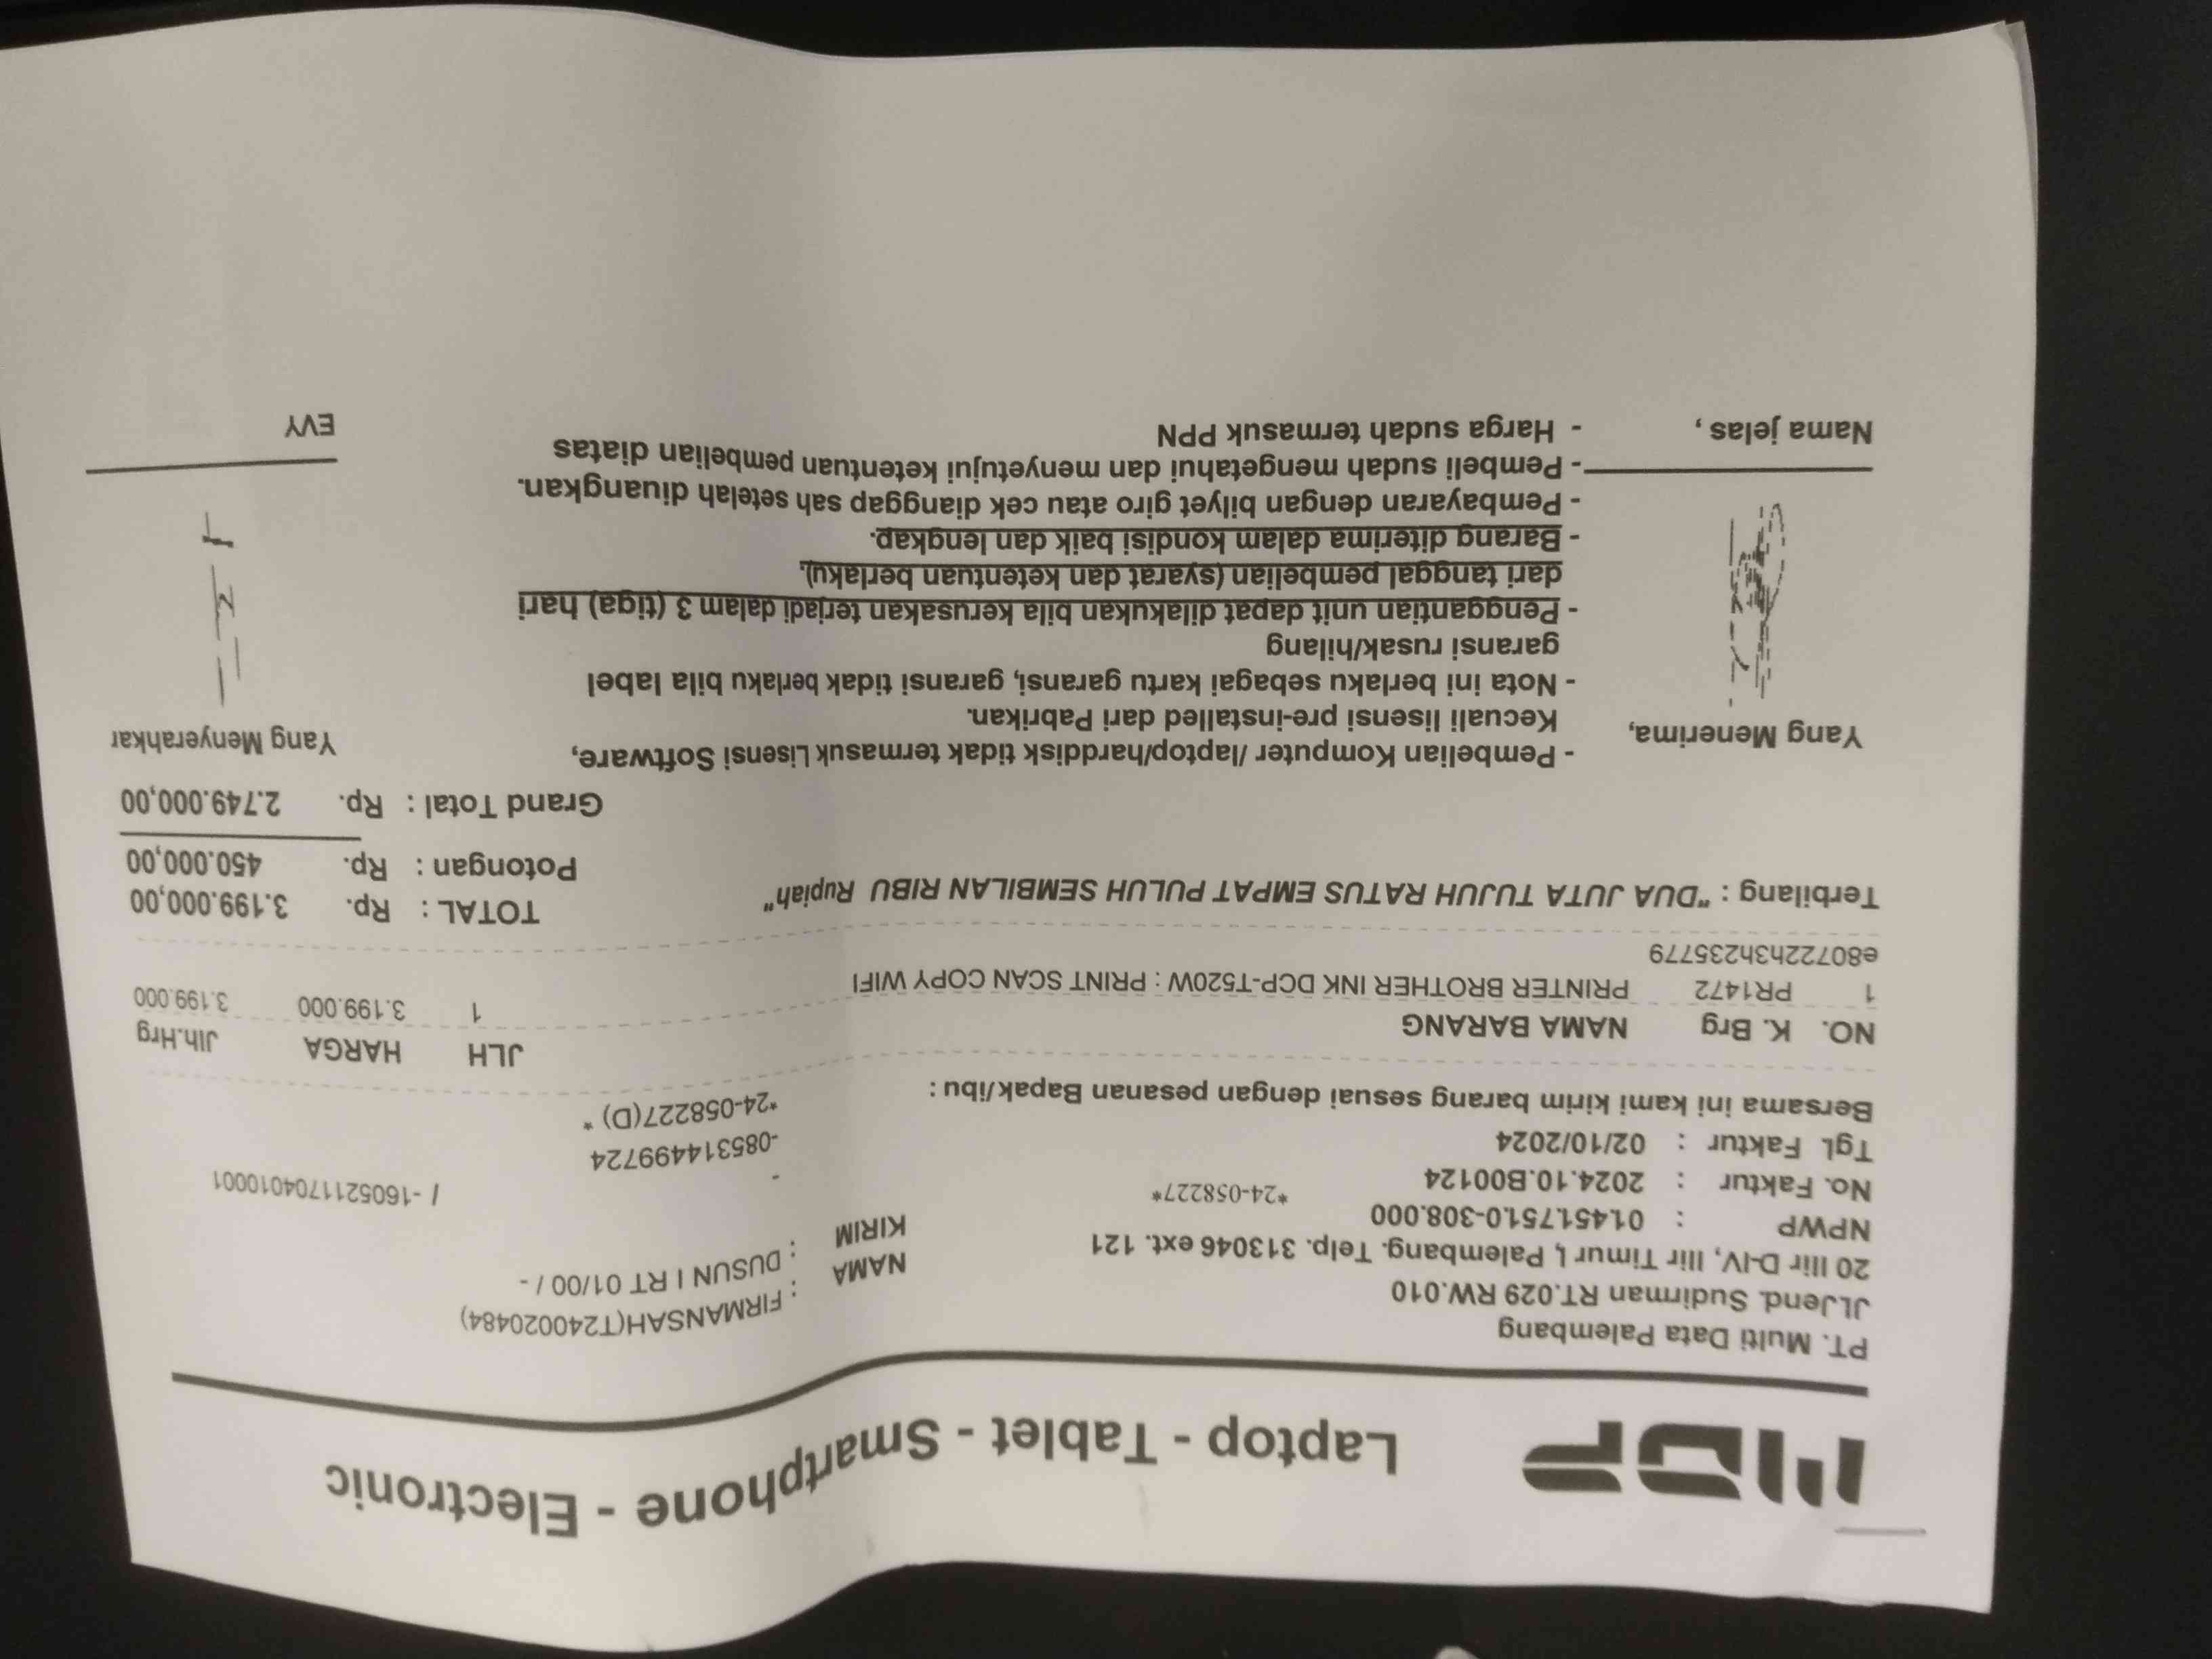 MDP Laptop - Tablet - Smartphone - Electronic
PT. Multi Data Palembang
Jl.Jend. Sudirman RT.029 RW.010
20 Ilir D-IV, Ilir Timur I, Palembang. Telp. 313046 ext. 121
NPWP : 01.451.751.0-308.000
No. Faktur : 2024.10.B00124 *24-058227*
Tgl. Faktur : 02/10/2024
NAMA : FIRMANSAH(T240020484)
KIRIM : DUSUN I RT 01/00 / -
/ -1605211704010001
-
-085314499724
*24-058227(D) *
Bersama ini kami kirim barang sesuai dengan pesanan Bapak/ibu :
NO. K. Brg NAMA BARANG JLH HARGA Jlh.Hrg
1 PR1472 PRINTER BROTHER INK DCP-T520W : PRINT SCAN COPY WIFI 1 3.199.000 3.199.000
e80722h3h235779
Terbilang : "DUA JUTA TUJUH RATUS EMPAT PULUH SEMBILAN RIBU Rupiah"
TOTAL : Rp. 3.199.000,00
Potongan : Rp. 450.000,00
Grand Total : Rp. 2.749.000,00
Yang Menerima,
- Pembelian Komputer /laptop/harddisk tidak termasuk Lisensi Software,
Kecuali lisensi pre-installed dari Pabrikan.
- Nota ini berlaku sebagai kartu garansi, garansi tidak berlaku bila label
garansi rusak/hilang
- Penggantian unit dapat dilakukan bila kerusakan terjadi dalam 3 (tiga) hari
dari tanggal pembelian (syarat dan ketentuan berlaku).
- Barang diterima dalam kondisi baik dan lengkap.
- Pembayaran dengan bilyet giro atau cek dianggap sah setelah diuangkan.
- Pembeli sudah mengetahui dan menyetujui ketentuan pembelian diatas
- Harga sudah termasuk PPN
Nama jelas ,
Yang Menyerahkar
EVY